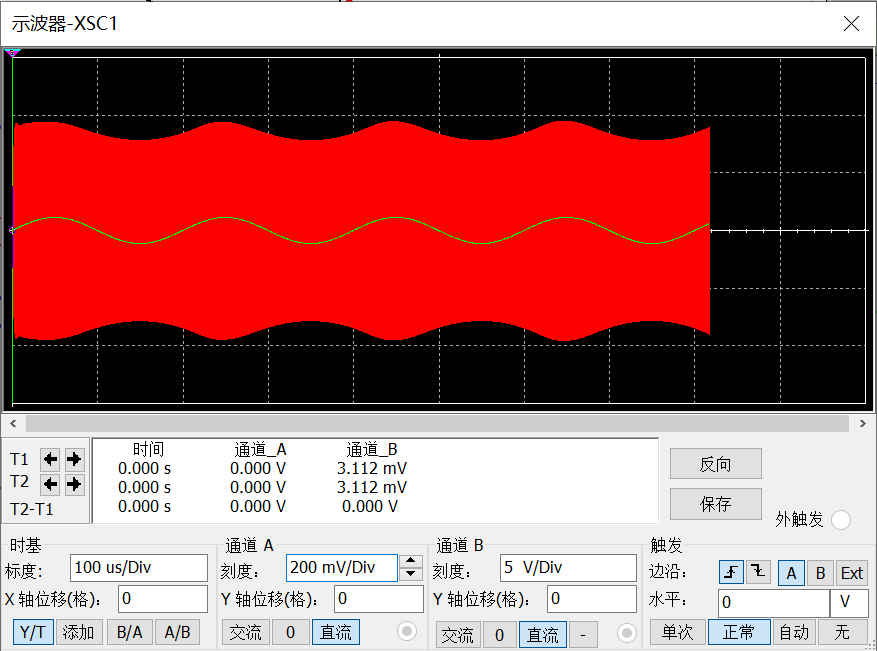 示波器-XSC1
时间 通道_A 通道_B
T1 0.000 s 0.000 V 3.112 mV
T2 0.000 s 0.000 V 3.112 mV
T2-T1 0.000 s 0.000 V 0.000 V
反向
保存
外触发
时基
标度: 100 us/Div
X 轴位移(格): 0
Y/T 添加 B/A A/B
通道 A
刻度: 200 mV/Div
Y 轴位移(格): 0
交流 0 直流
通道 B
刻度: 5 V/Div
Y 轴位移(格): 0
交流 0 直流 -
触发
边沿: A B Ext
水平: 0 V
单次 正常 自动 无